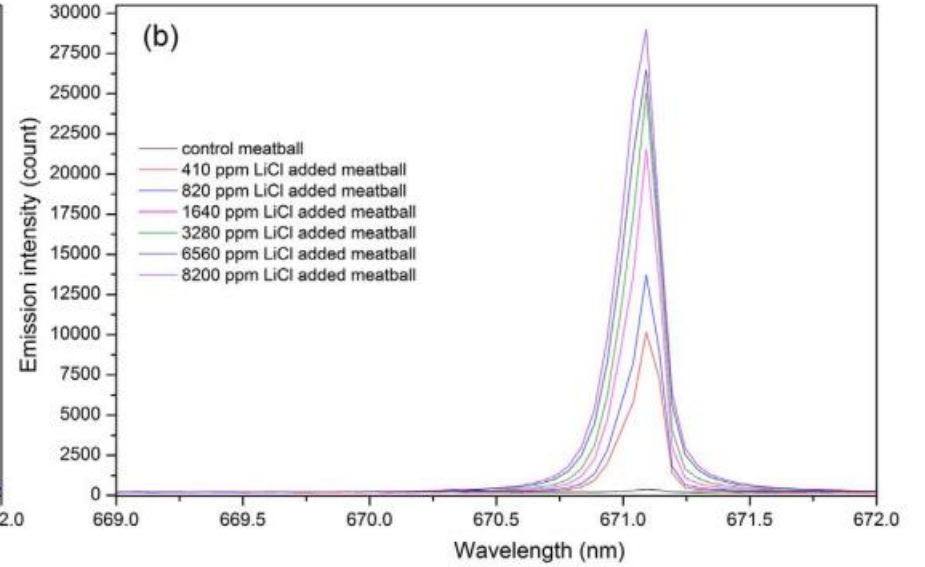 30000
(b)
27500
25000
22500
20000
17500
15000
12500
10000
7500
5000
2500
0
Emission intensity (count)
control meatball
410 ppm LiCl added meatball
820 ppm LiCl added meatball
1640 ppm LiCl added meatball
3280 ppm LiCl added meatball
6560 ppm LiCl added meatball
8200 ppm LiCl added meatball
2.0 669.0 669.5 670.0 670.5 671.0 671.5 672.0
Wavelength (nm)